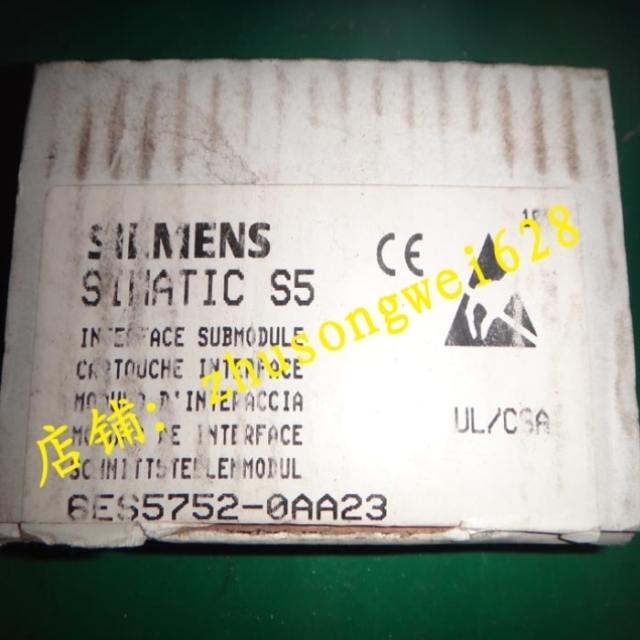 SIEMENS
SIMATIC S5
CE
INTERFACE SUBMODULE
CARTOUCHE INTERFACE
MODULO D'INTERFACCIA
DE INTERFACE
SCHNITTSTELLENMODUL
UL/CSA
6ES5752-0AA23
店铺: zhusongwei628